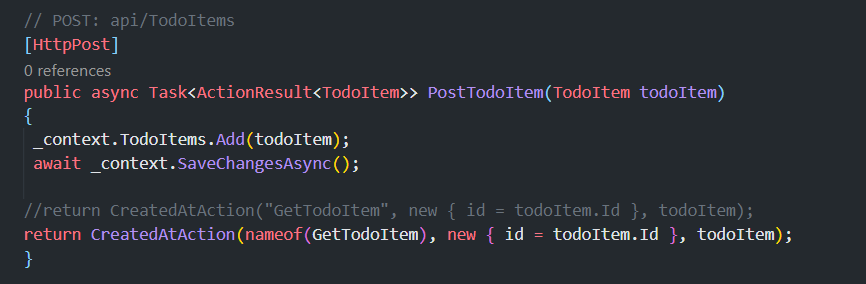 // POST: api/TodoItems
[HttpPost]
0 references
public async Task<ActionResult<TodoItem>> PostTodoItem(TodoItem todoItem)
{
_context.TodoItems.Add(todoItem);
await _context.SaveChangesAsync();
//return CreatedAtAction("GetTodoItem", new { id = todoItem.Id }, todoItem);
return CreatedAtAction(nameof(GetTodoItem), new { id = todoItem.Id }, todoItem);
}